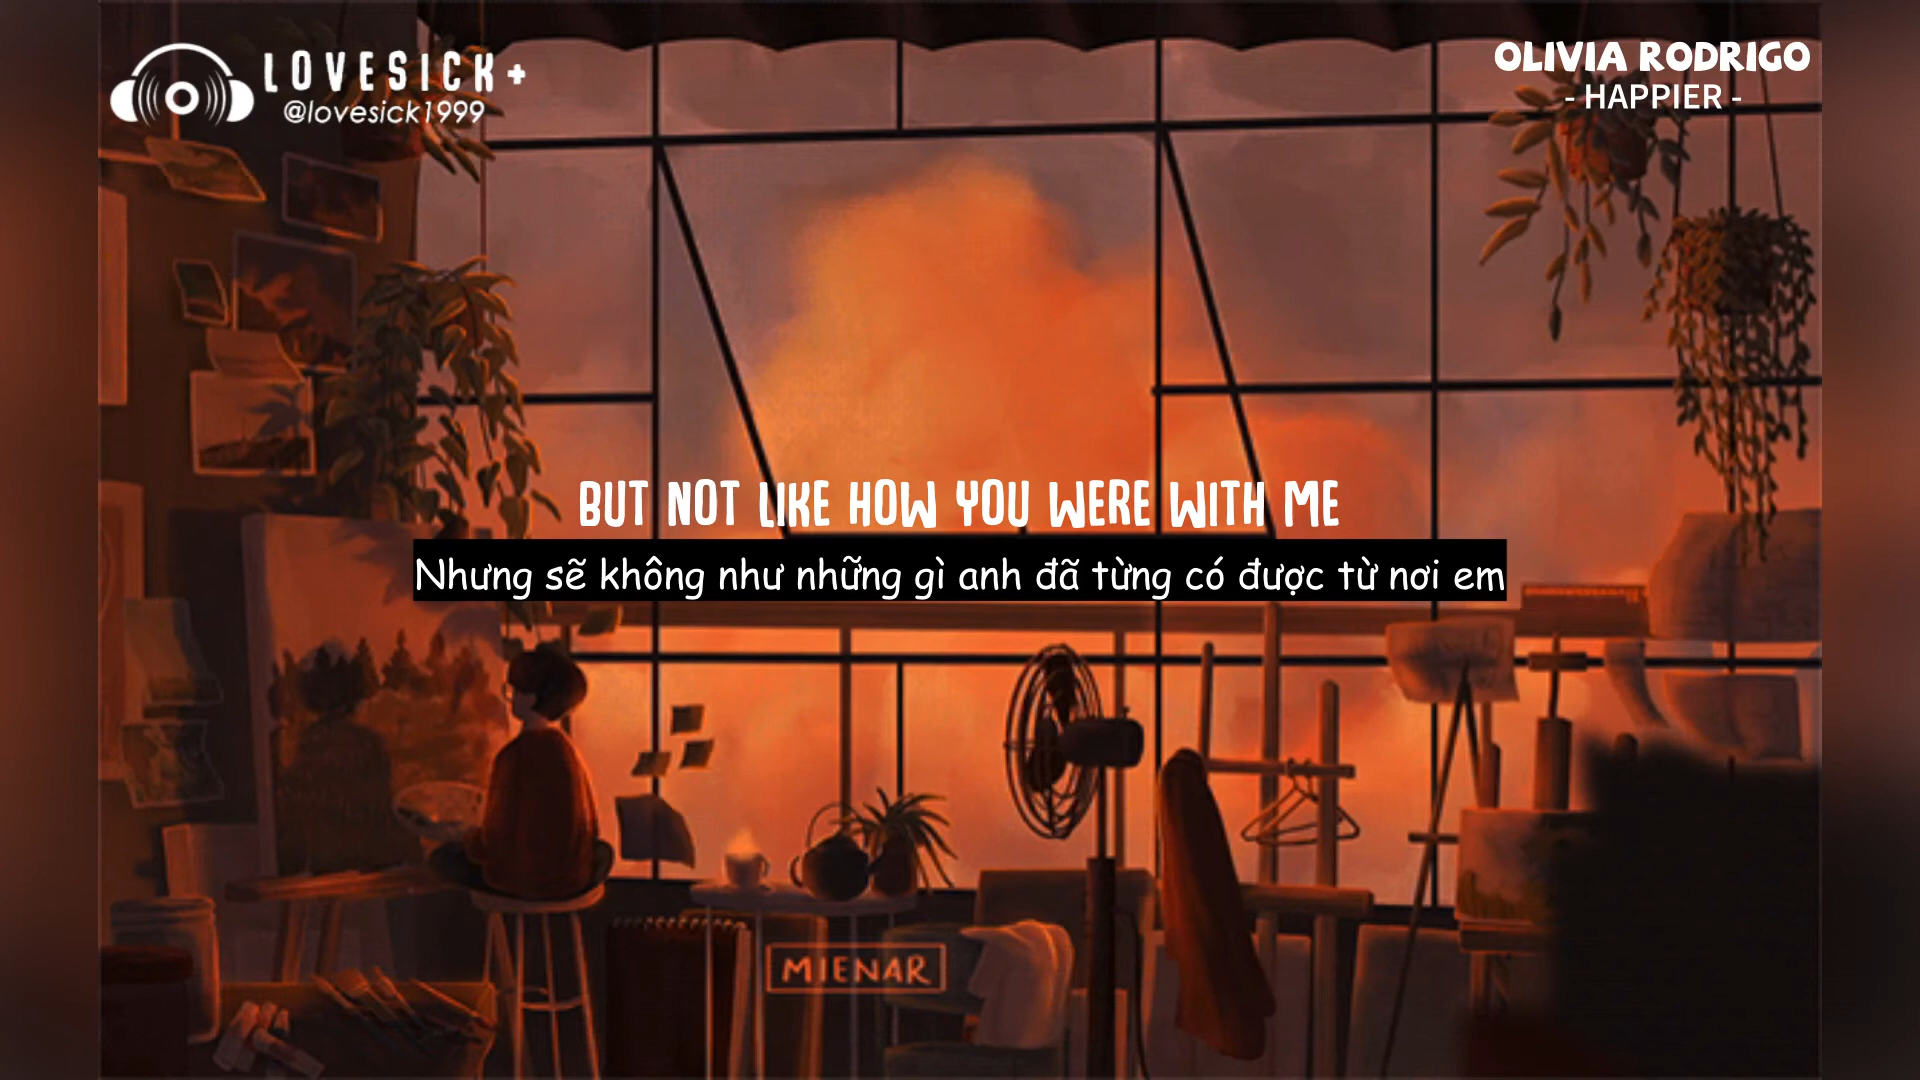 LOVESICK+
@lovesick1999
OLIVIA RODRIGO
- HAPPIER -
BUT NOT LIKE HOW YOU WERE WITH ME
Nhưng sẽ không như những gì anh đã từng có được từ nơi em
MIENAR